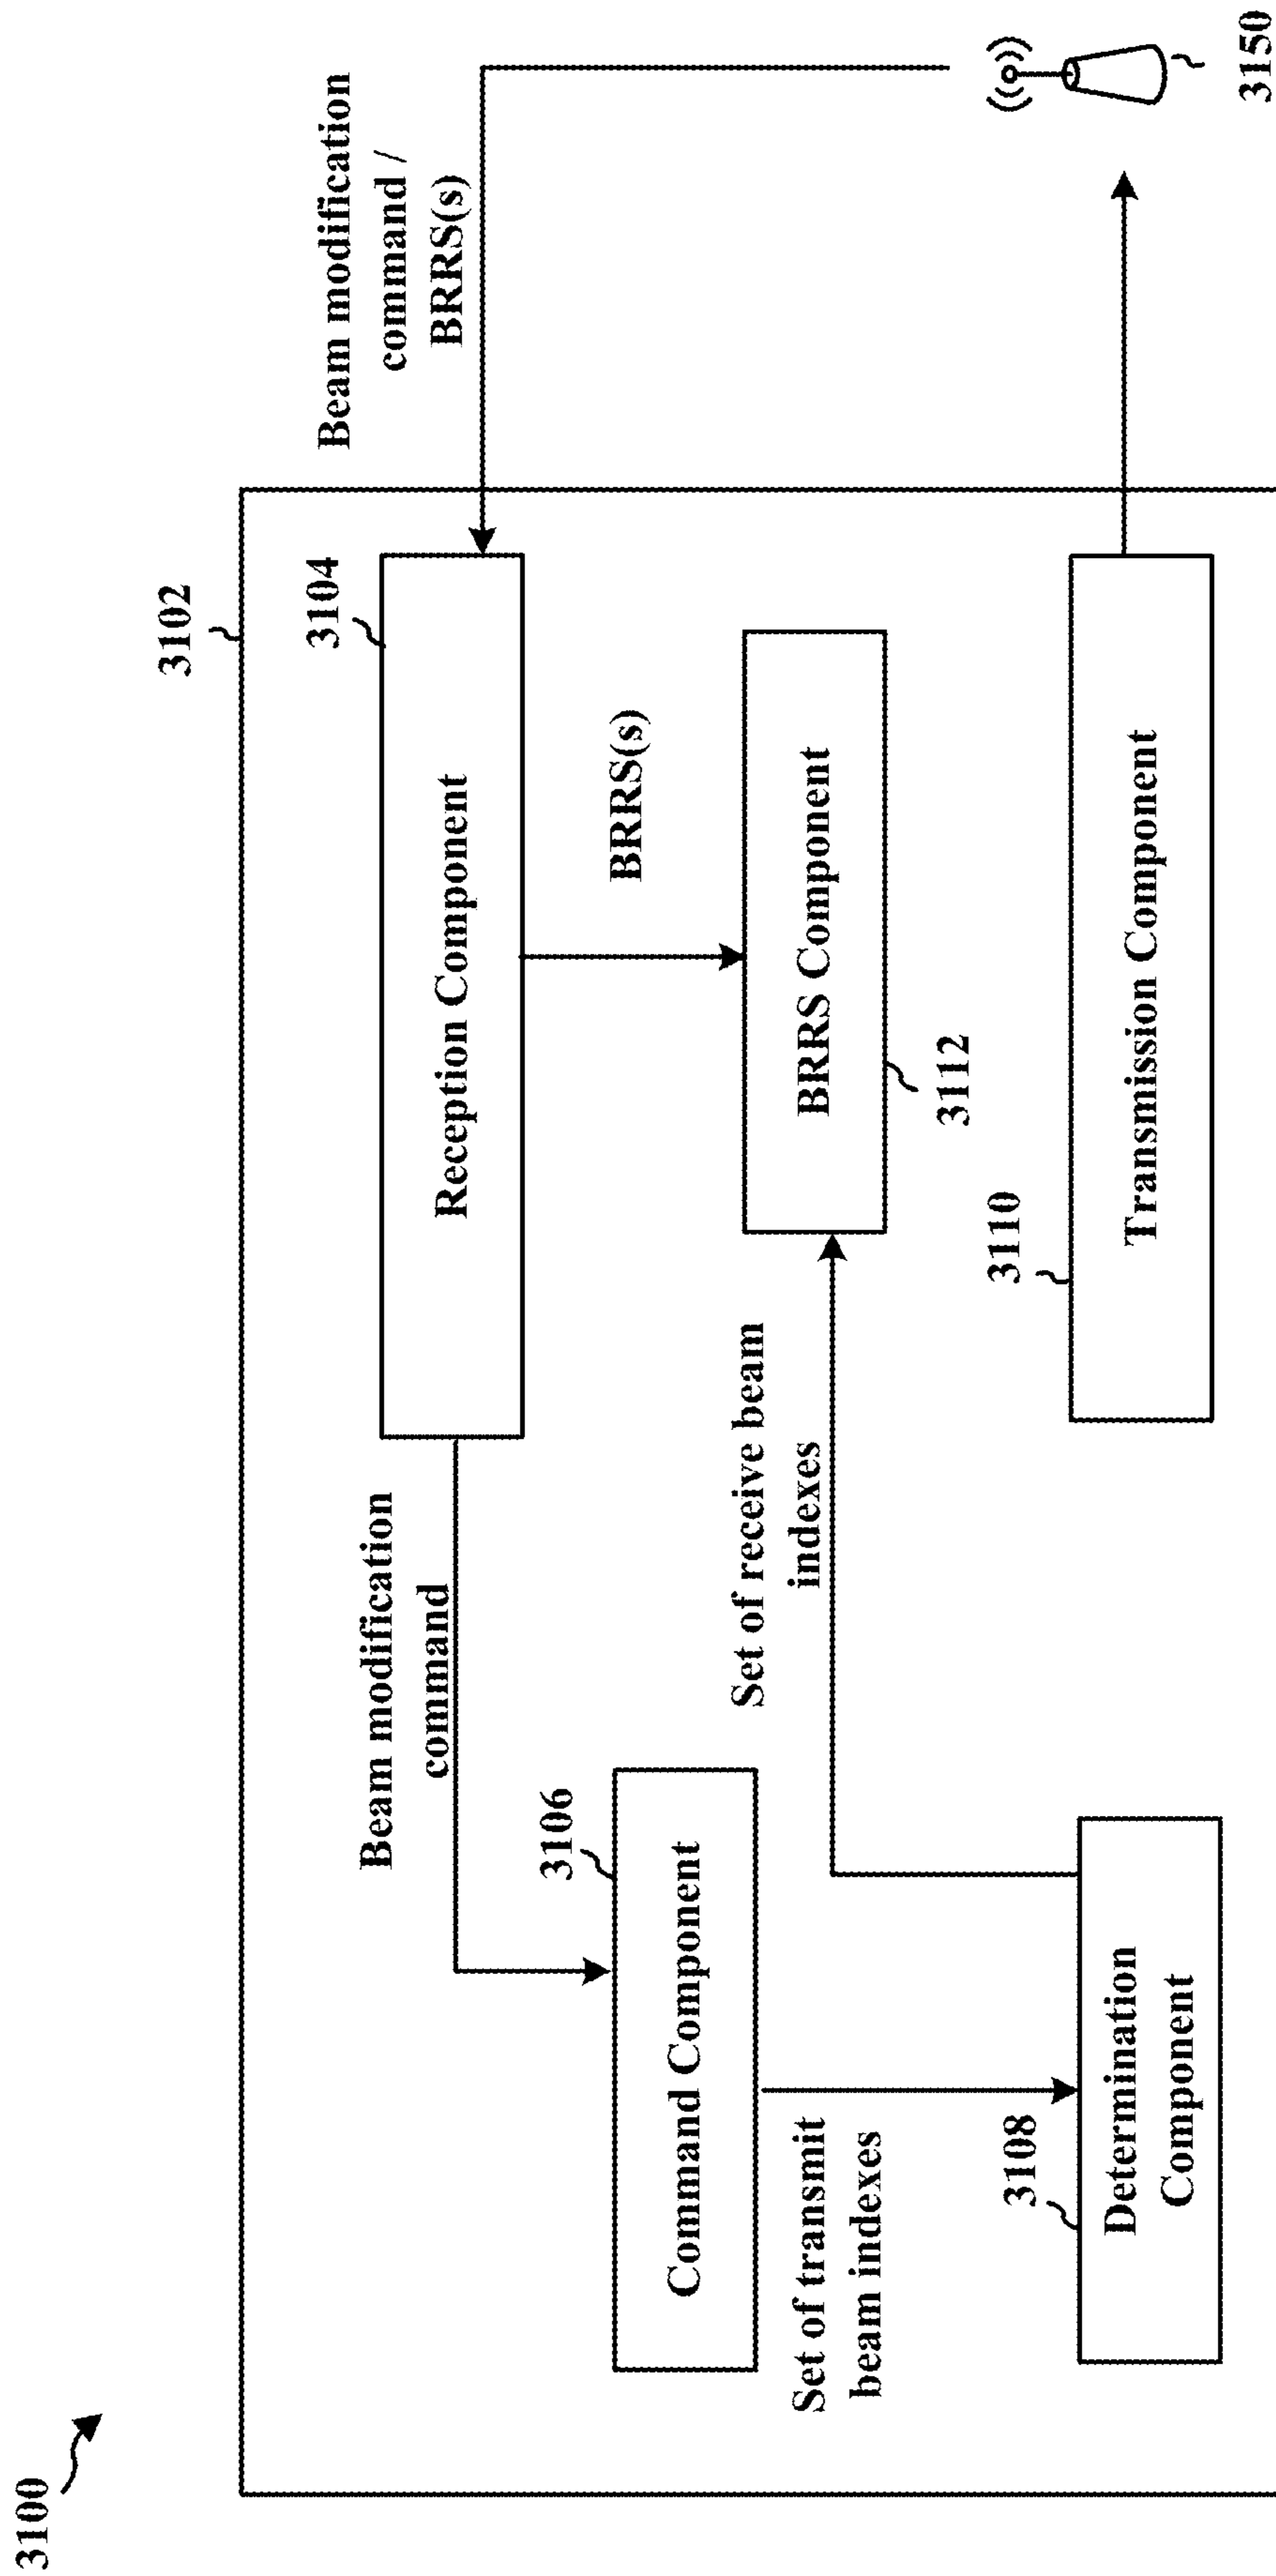 3100
3102
3104
Reception Component
Beam modification
command /
BRRS(s)
Beam modification
command
BRRS(s)
3106
Command Component
BRRS Component
3112
Set of receive beam
indexes
Set of transmit
beam indexes
3108
Determination
Component
3110
Transmission Component
3150